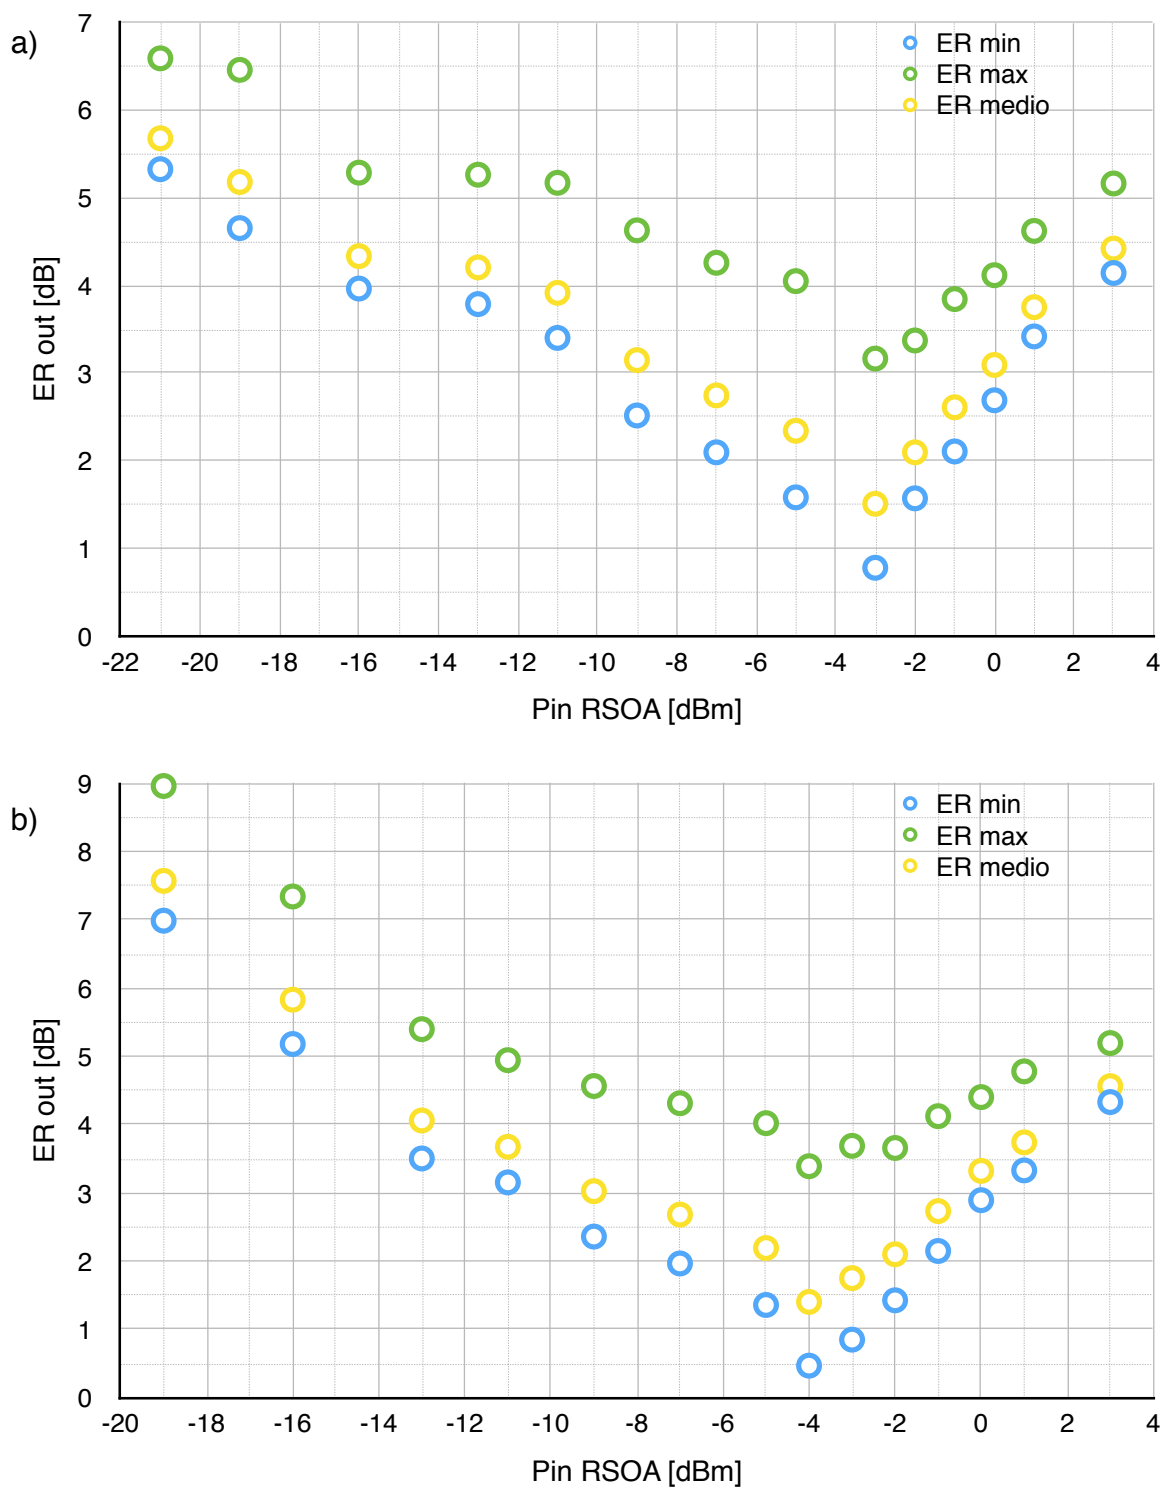 a)
7
6
5
4
3
2
1
0
ER out [dB]
ER min
ER max
ER medio
-22 -20 -18 -16 -14 -12 -10 -8 -6 -4 -2 0 2 4
Pin RSOA [dBm]
b)
9
8
7
6
5
4
3
2
1
0
ER out [dB]
ER min
ER max
ER medio
-20 -18 -16 -14 -12 -10 -8 -6 -4 -2 0 2 4
Pin RSOA [dBm]